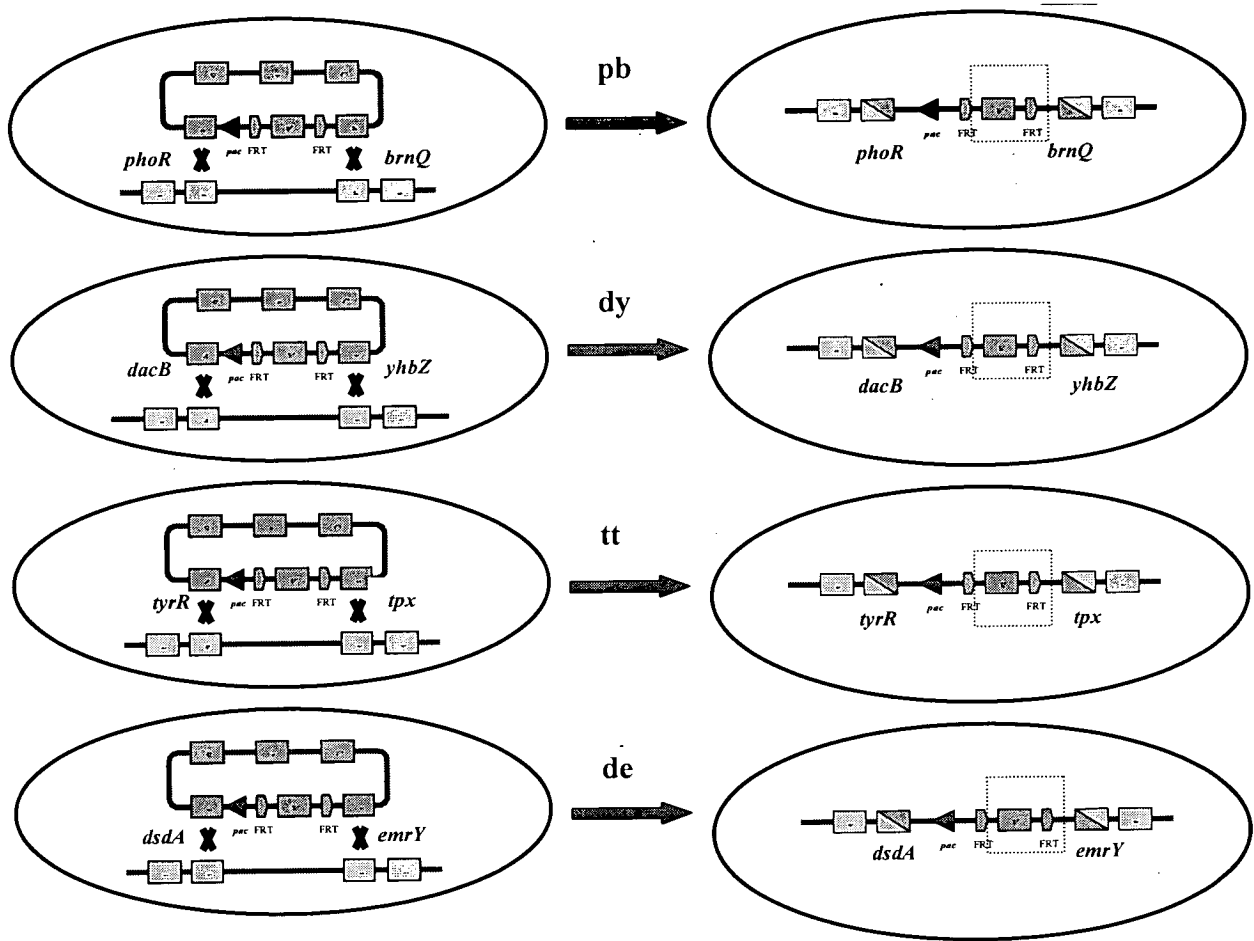 pb
pac FRT FRT
phoR brnQ
pac FRT FRT
phoR brnQ
dy
pac FRT FRT
dacB yhbZ
pac FRT FRT
dacB yhbZ
tt
pac FRT FRT
tyrR tpx
pac FRT FRT
tyrR tpx
de
pac FRT FRT
dsdA emrY
pac FRT FRT
dsdA emrY